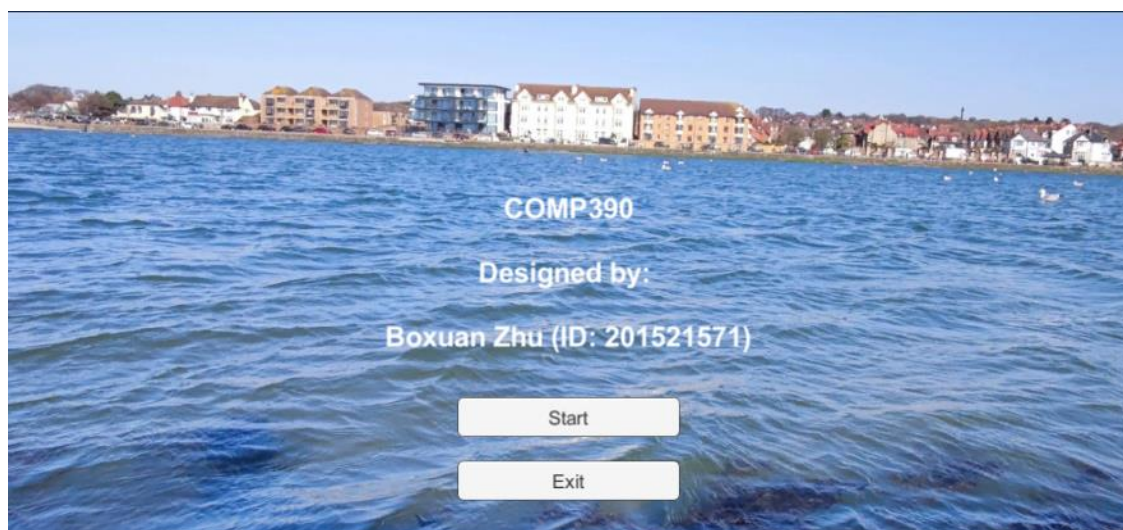 COMP390
Designed by:
Boxuan Zhu (ID: 201521571)
Start
Exit